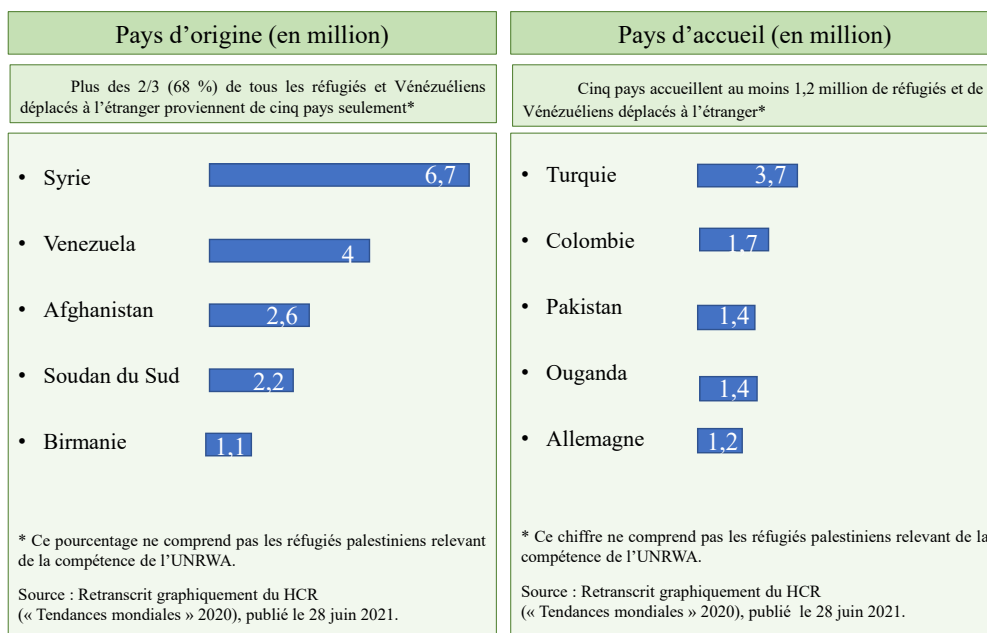 Pays d’origine (en million)
Plus des 2/3 (68 %) de tous les réfugiés et Vénézuéliens
déplacés à l’étranger proviennent de cinq pays seulement*
• Syrie 6,7
• Venezuela 4
• Afghanistan 2,6
• Soudan du Sud 2,2
• Birmanie 1,1
* Ce pourcentage ne comprend pas les réfugiés palestiniens relevant
de la compétence de l’UNRWA.
Source : Retranscrit graphiquement du HCR
(« Tendances mondiales » 2020), publié le 28 juin 2021.
Pays d’accueil (en million)
Cinq pays accueillent au moins 1,2 million de réfugiés et de
Vénézuéliens déplacés à l’étranger*
• Turquie 3,7
• Colombie 1,7
• Pakistan 1,4
• Ouganda 1,4
• Allemagne 1,2
* Ce chiffre ne comprend pas les réfugiés palestiniens relevant de la
compétence de l’UNRWA.
Source : Retranscrit graphiquement du HCR
(« Tendances mondiales » 2020), publié le 28 juin 2021.